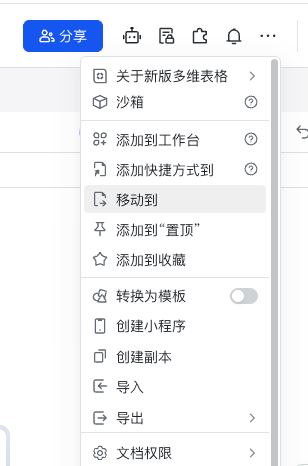 分享
关于新版多维表格
沙箱
添加到工作台
添加快捷方式到
移动到
添加到“置顶”
添加到收藏
转换为模板
创建小程序
创建副本
导入
导出
文档权限